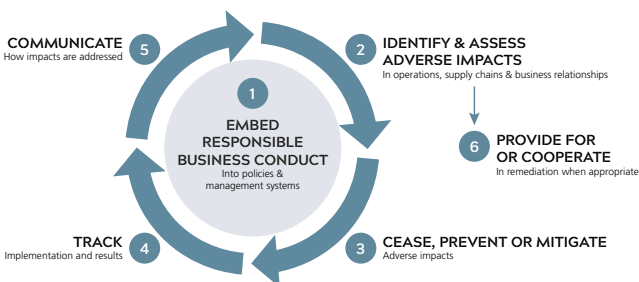 1
EMBED
RESPONSIBLE
BUSINESS CONDUCT
Into policies &
management systems
2
IDENTIFY & ASSESS
ADVERSE IMPACTS
In operations, supply chains & business relationships
3
CEASE, PREVENT OR MITIGATE
Adverse impacts
4
TRACK
Implementation and results
5
COMMUNICATE
How impacts are addressed
6
PROVIDE FOR
OR COOPERATE
In remediation when appropriate